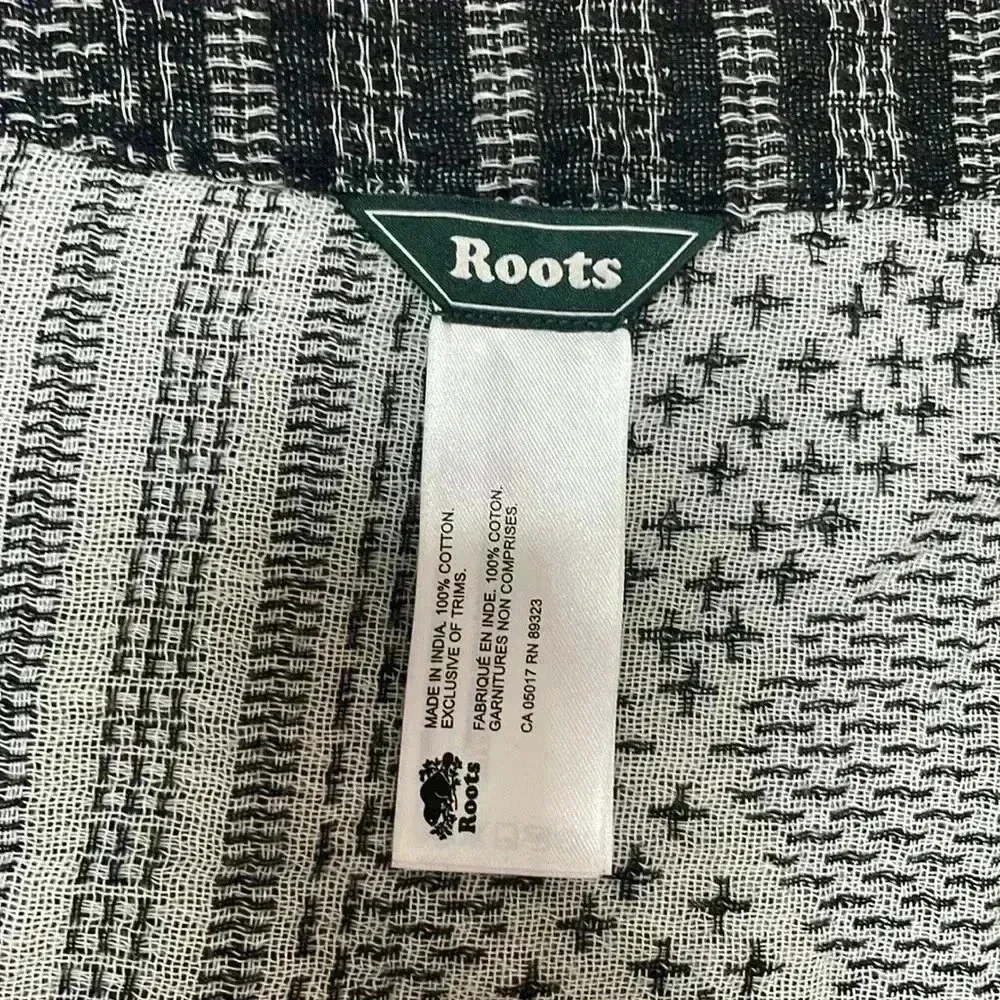 Roots
MADE IN INDIA. 100% COTTON.
EXCLUSIVE OF TRIMS.
FABRIQUÉ EN INDE. 100% COTON.
GARNITURES NON COMPRISES.
CA 05017 RN 89323
Roots